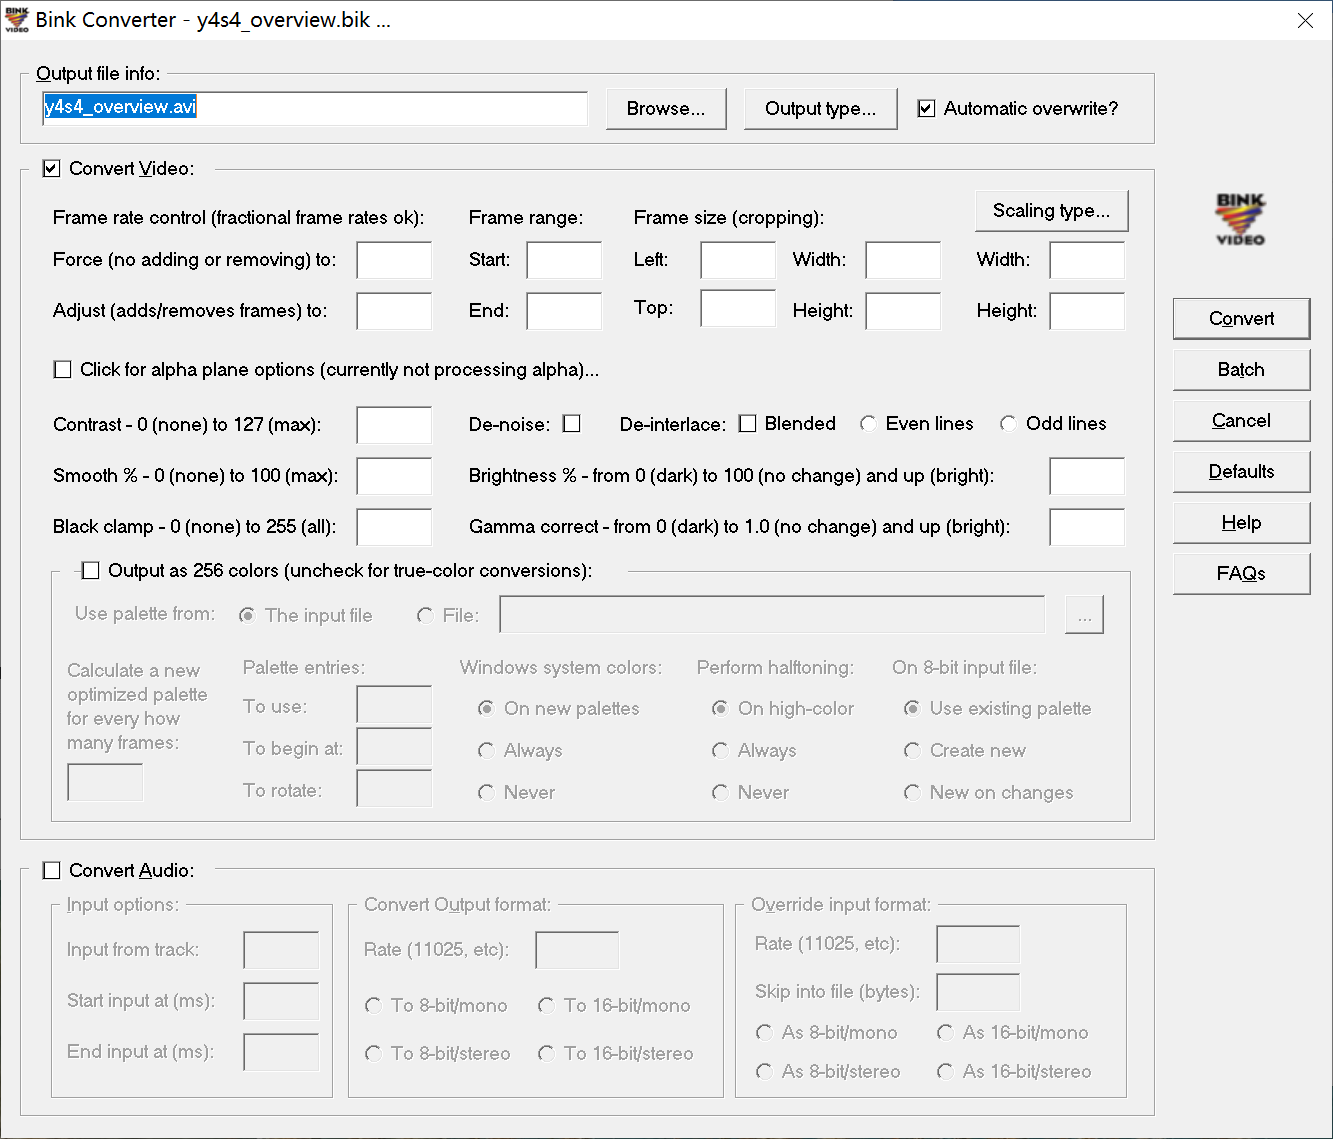 BINK
VIDEO
Bink Converter - y4s4_overview.bik ...
Output file info:
y4s4_overview.avi
Browse...
Output type...
Automatic overwrite?
Convert Video:
Frame rate control (fractional frame rates ok):
Frame range:
Frame size (cropping):
Scaling type...
Force (no adding or removing) to:
Start:
Left:
Width:
Width:
Adjust (adds/removes frames) to:
End:
Top:
Height:
Height:
Click for alpha plane options (currently not processing alpha)...
Contrast - 0 (none) to 127 (max):
De-noise:
De-interlace:
Blended
Even lines
Odd lines
Smooth % - 0 (none) to 100 (max):
Brightness % - from 0 (dark) to 100 (no change) and up (bright):
Black clamp - 0 (none) to 255 (all):
Gamma correct - from 0 (dark) to 1.0 (no change) and up (bright):
Output as 256 colors (uncheck for true-color conversions):
Use palette from:
The input file
File:
...
Calculate a new
optimized palette
for every how
many frames:
Palette entries:
To use:
To begin at:
To rotate:
Windows system colors:
On new palettes
Always
Never
Perform halftoning:
On high-color
Always
Never
On 8-bit input file:
Use existing palette
Create new
New on changes
Convert Audio:
Input options:
Input from track:
Start input at (ms):
End input at (ms):
Convert Output format:
Rate (11025, etc):
To 8-bit/mono
To 16-bit/mono
To 8-bit/stereo
To 16-bit/stereo
Override input format:
Rate (11025, etc):
Skip into file (bytes):
As 8-bit/mono
As 16-bit/mono
As 8-bit/stereo
As 16-bit/stereo
BINK
VIDEO
Convert
Batch
Cancel
Defaults
Help
FAQs